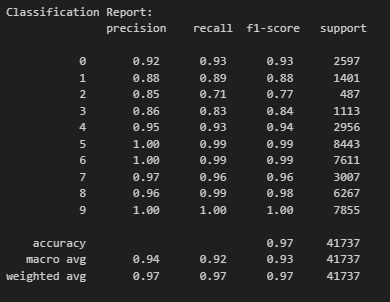 Classification Report:
precision recall f1-score support
0 0.92 0.93 0.93 2597
1 0.88 0.89 0.88 1401
2 0.85 0.71 0.77 487
3 0.86 0.83 0.84 1113
4 0.95 0.93 0.94 2956
5 1.00 0.99 0.99 8443
6 1.00 0.99 0.99 7611
7 0.97 0.96 0.96 3007
8 0.96 0.99 0.98 6267
9 1.00 1.00 1.00 7855
accuracy 0.97 41737
macro avg 0.94 0.92 0.93 41737
weighted avg 0.97 0.97 0.97 41737